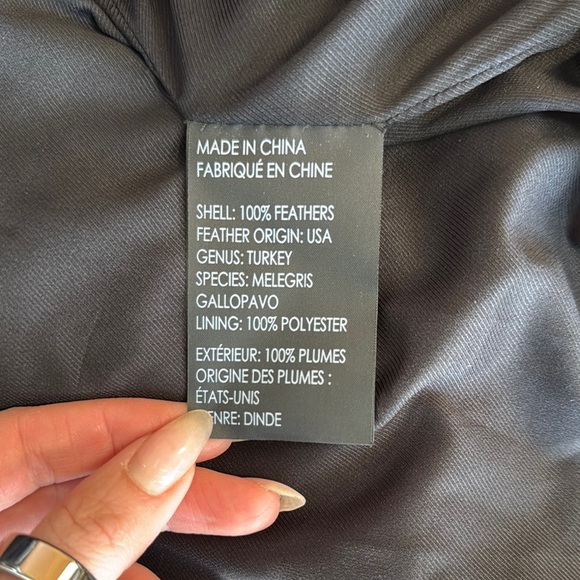 MADE IN CHINA
FABRIQUÉ EN CHINE
SHELL: 100% FEATHERS
FEATHER ORIGIN: USA
GENUS: TURKEY
SPECIES: MELEGRIS
GALLOPAVO
LINING: 100% POLYESTER
EXTÉRIEUR: 100% PLUMES
ORIGINE DES PLUMES :
ÉTATS-UNIS
DINDE